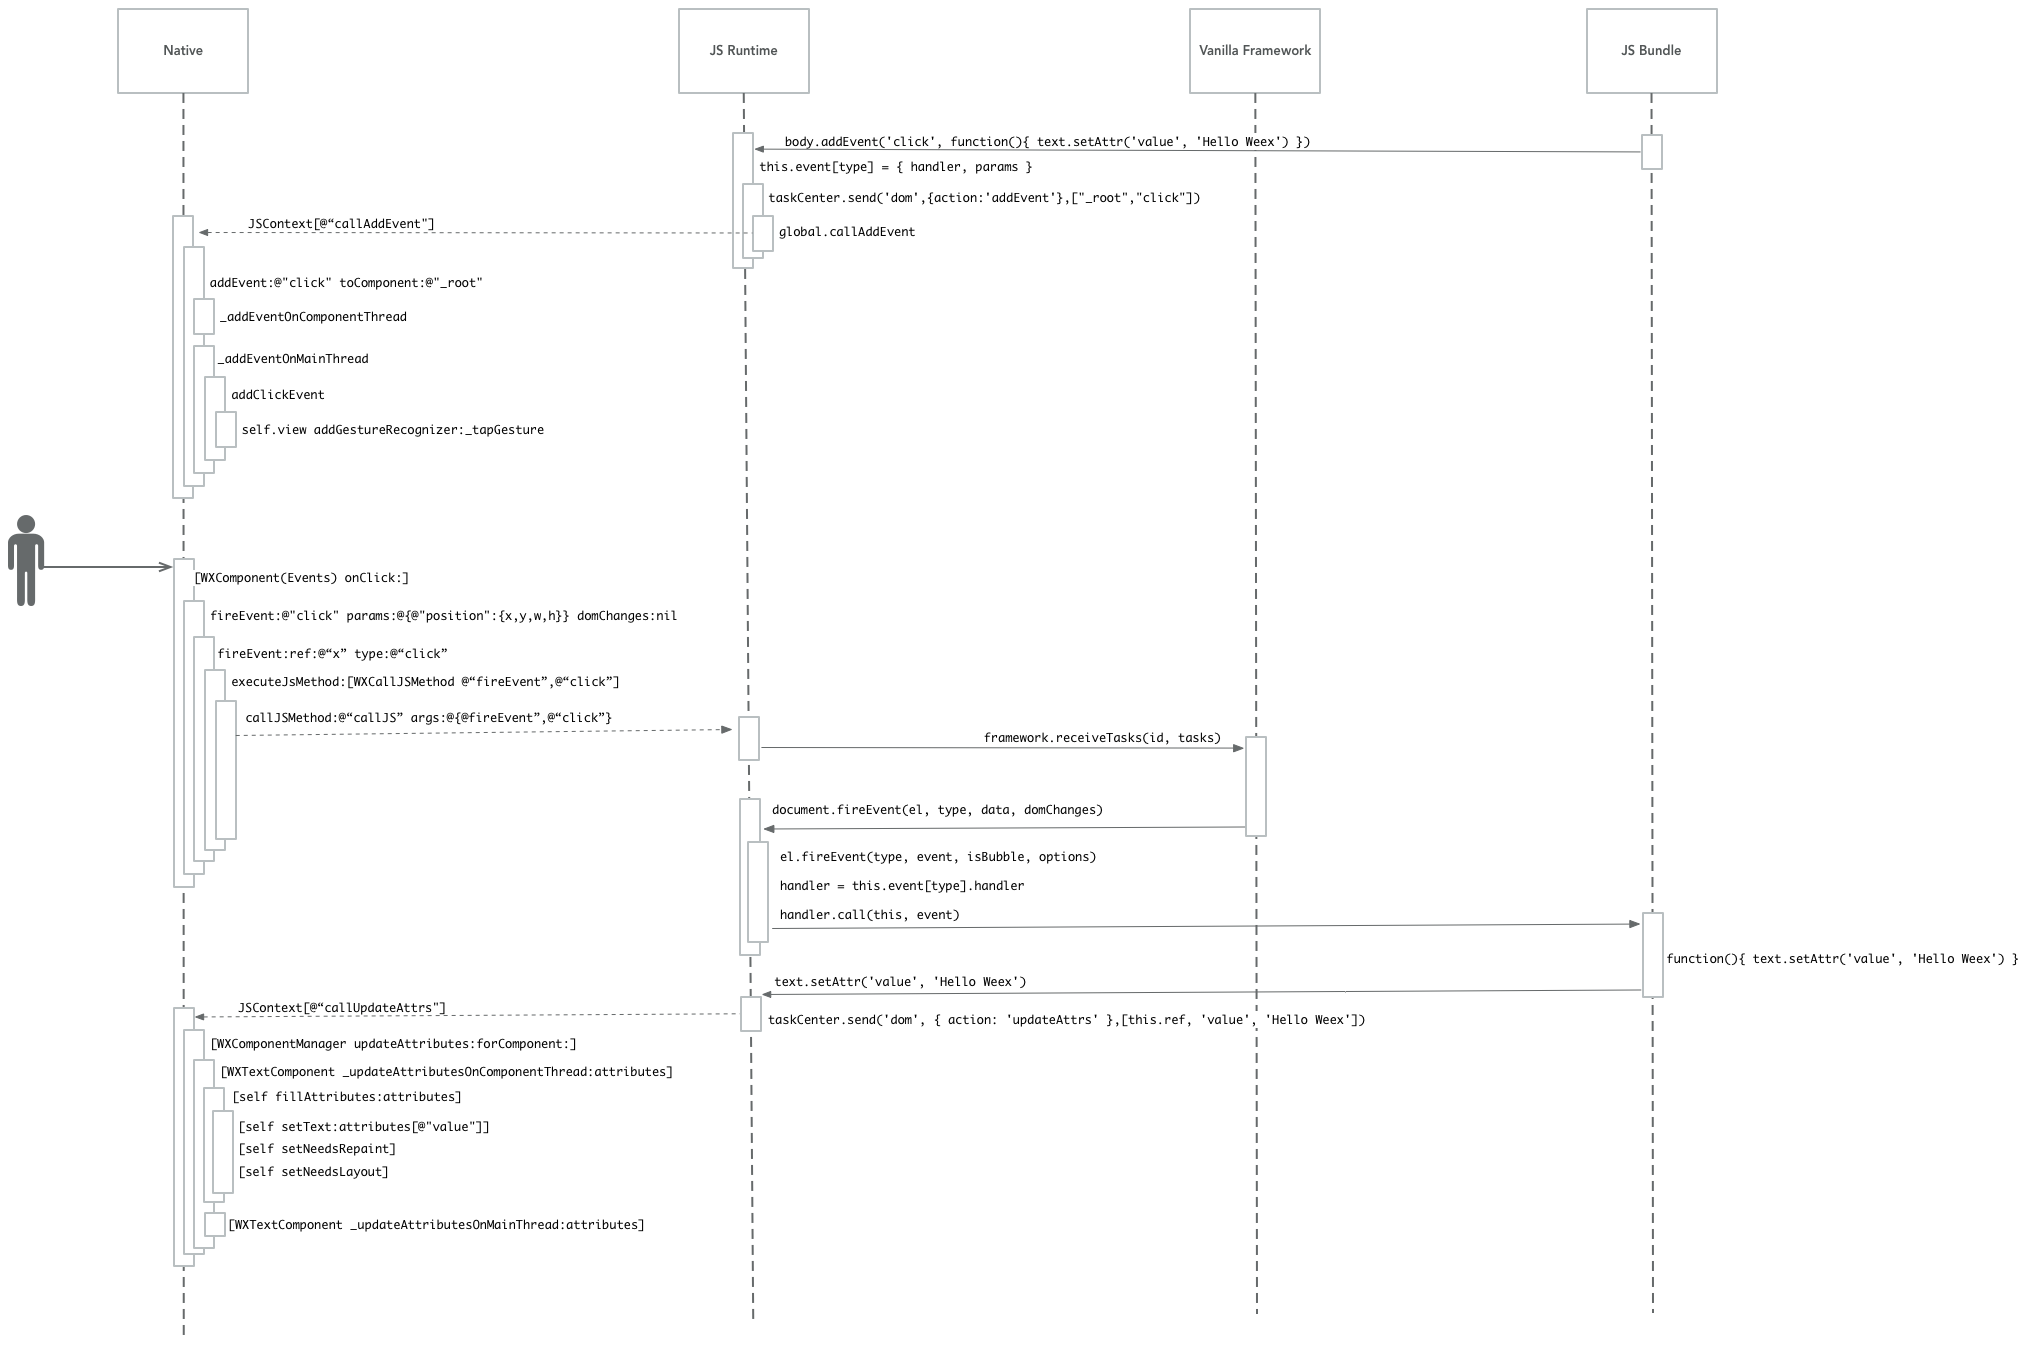 Native
JS Runtime
Vanilla Framework
JS Bundle
body.addEvent('click', function(){ text.setAttr('value', 'Hello Weex') })
this.event[type] = { handler, params }
taskCenter.send('dom',{action:'addEvent'},["_root","click"])
JSContext[@“callAddEvent"]
global.callAddEvent
addEvent:@"click" toComponent:@"_root"
_addEventOnComponentThread
_addEventOnMainThread
addClickEvent
self.view addGestureRecognizer:_tapGesture
[WXComponent(Events) onClick:]
fireEvent:@"click" params:@{@"position":{x,y,w,h}} domChanges:nil
fireEvent:ref:@“x” type:@“click”
executeJsMethod:[WXCallJSMethod @“fireEvent”,@“click”]
callJSMethod:@“callJS” args:@{@fireEvent”,@“click”}
framework.receiveTasks(id, tasks)
document.fireEvent(el, type, data, domChanges)
el.fireEvent(type, event, isBubble, options)
handler = this.event[type].handler
handler.call(this, event)
function(){ text.setAttr('value', 'Hello Weex') }
text.setAttr('value', 'Hello Weex')
JSContext[@“callUpdateAttrs"]
taskCenter.send('dom', { action: 'updateAttrs' },[this.ref, 'value', 'Hello Weex'])
[WXComponentManager updateAttributes:forComponent:]
[WXTextComponent _updateAttributesOnComponentThread:attributes]
[self fillAttributes:attributes]
[self setText:attributes[@"value"]]
[self setNeedsRepaint]
[self setNeedsLayout]
[WXTextComponent _updateAttributesOnMainThread:attributes]